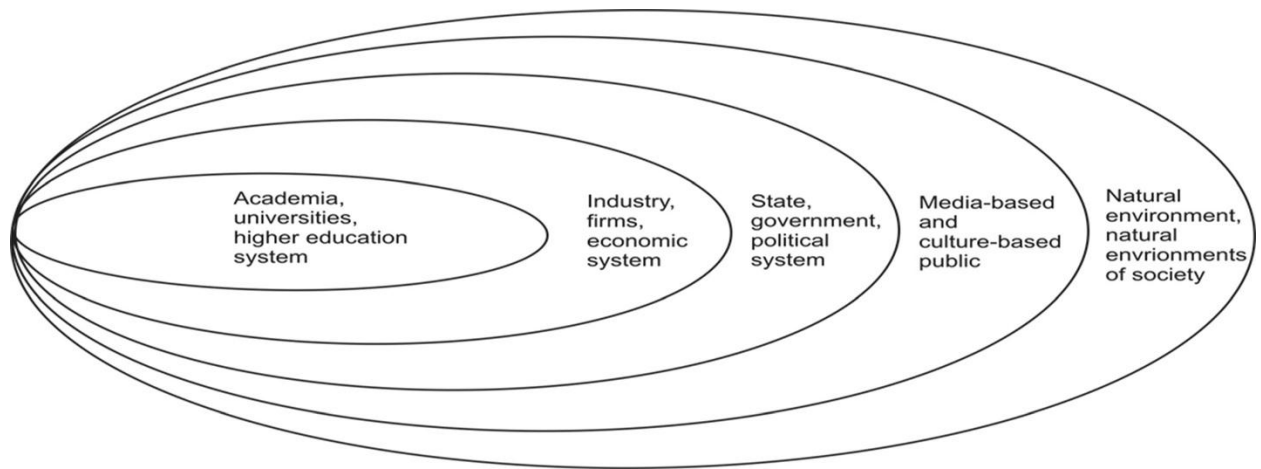 Academia,
universities,
higher education
system
Industry,
firms,
economic
system
State,
government,
political
system
Media-based
and
culture-based
public
Natural
environment,
natural
envrionments
of society